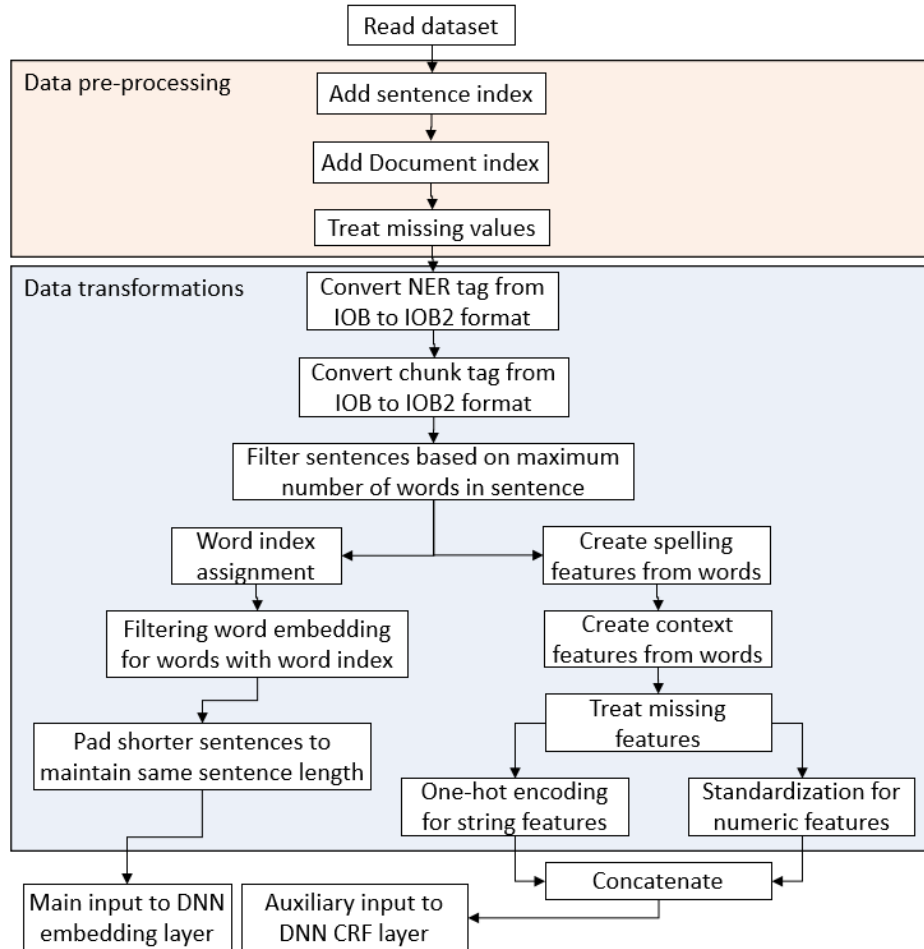 Read dataset
Data pre-processing
Add sentence index
Add Document index
Treat missing values
Data transformations
Convert NER tag from
IOB to IOB2 format
Convert chunk tag from
IOB to IOB2 format
Filter sentences based on maximum
number of words in sentence
Word index
assignment
Create spelling
features from words
Filtering word embedding
for words with word index
Create context
features from words
Treat missing
features
Pad shorter sentences to
maintain same sentence length
One-hot encoding
for string features
Standardization for
numeric features
Concatenate
Main input to DNN
embedding layer
Auxiliary input to
DNN CRF layer